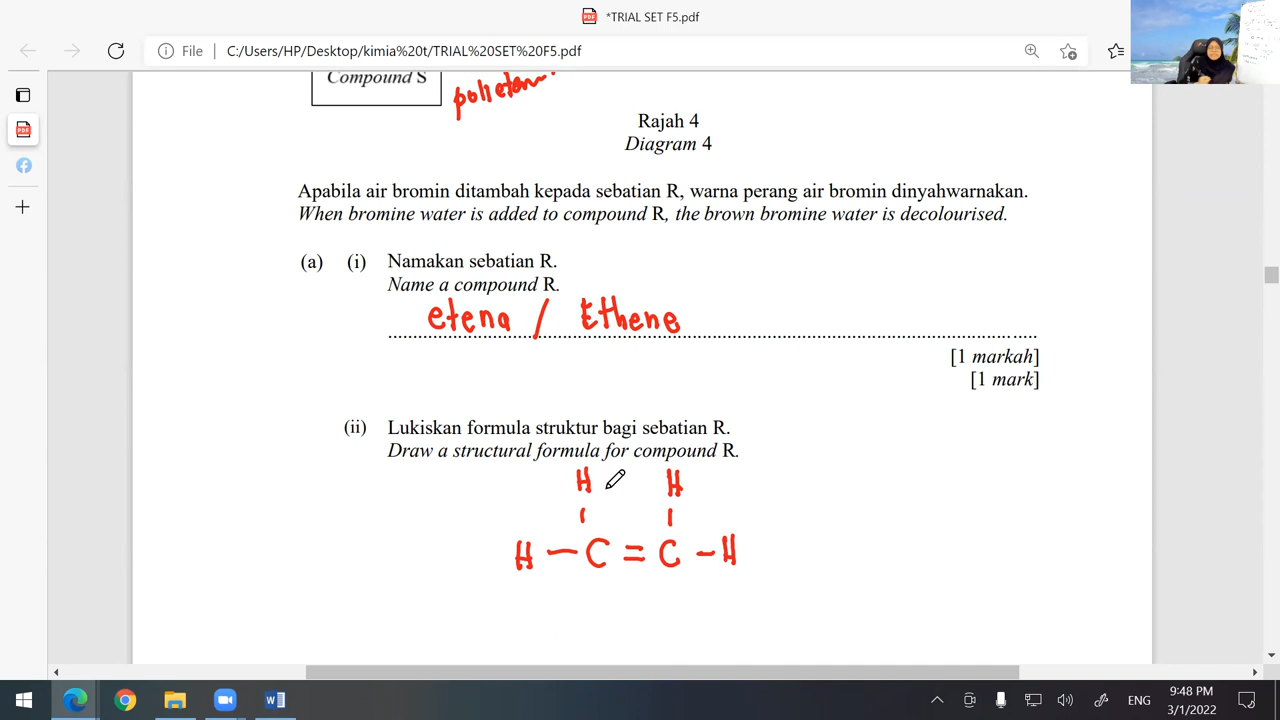 *TRIAL SET F5.pdf
File C:/Users/HP/Desktop/kimia%20t/TRIAL%20SET%20F5.pdf
Compound S
Rajah 4
Diagram 4
Apabila air bromin ditambah kepada sebatian R, warna perang air bromin dinyahwarnakan.
When bromine water is added to compound R, the brown bromine water is decolourised.
(a) (i) Namakan sebatian R.
Name a compound R.
etena / Ethene
[1 markah]
[1 mark]
(ii) Lukiskan formula struktur bagi sebatian R.
Draw a structural formula for compound R.
H H
H — C = C – H
ENG
9:48 PM
3/1/2022